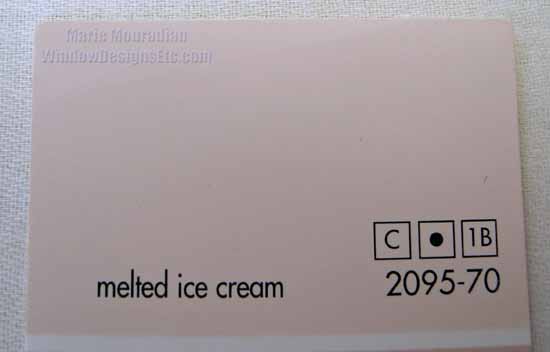 Marie Mouradian
WindowDesignsEtc.com
C ● 1B
melted ice cream 2095-70